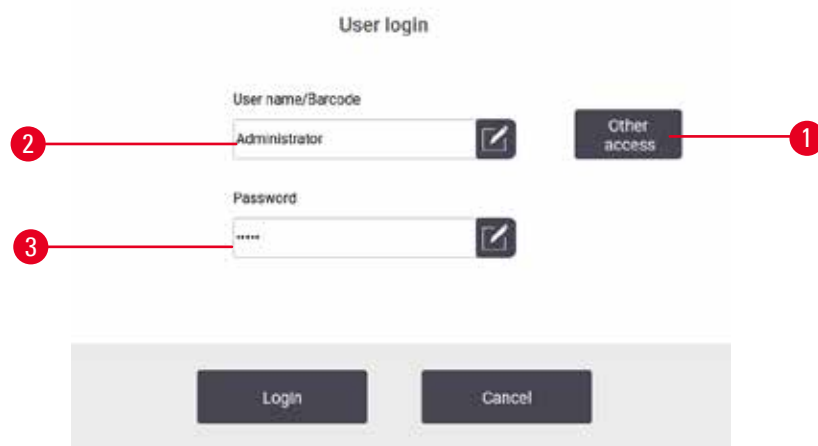 User login
User name/Barcode
2
Administrator
Other
access
1
Password
3
•••••
Login
Cancel